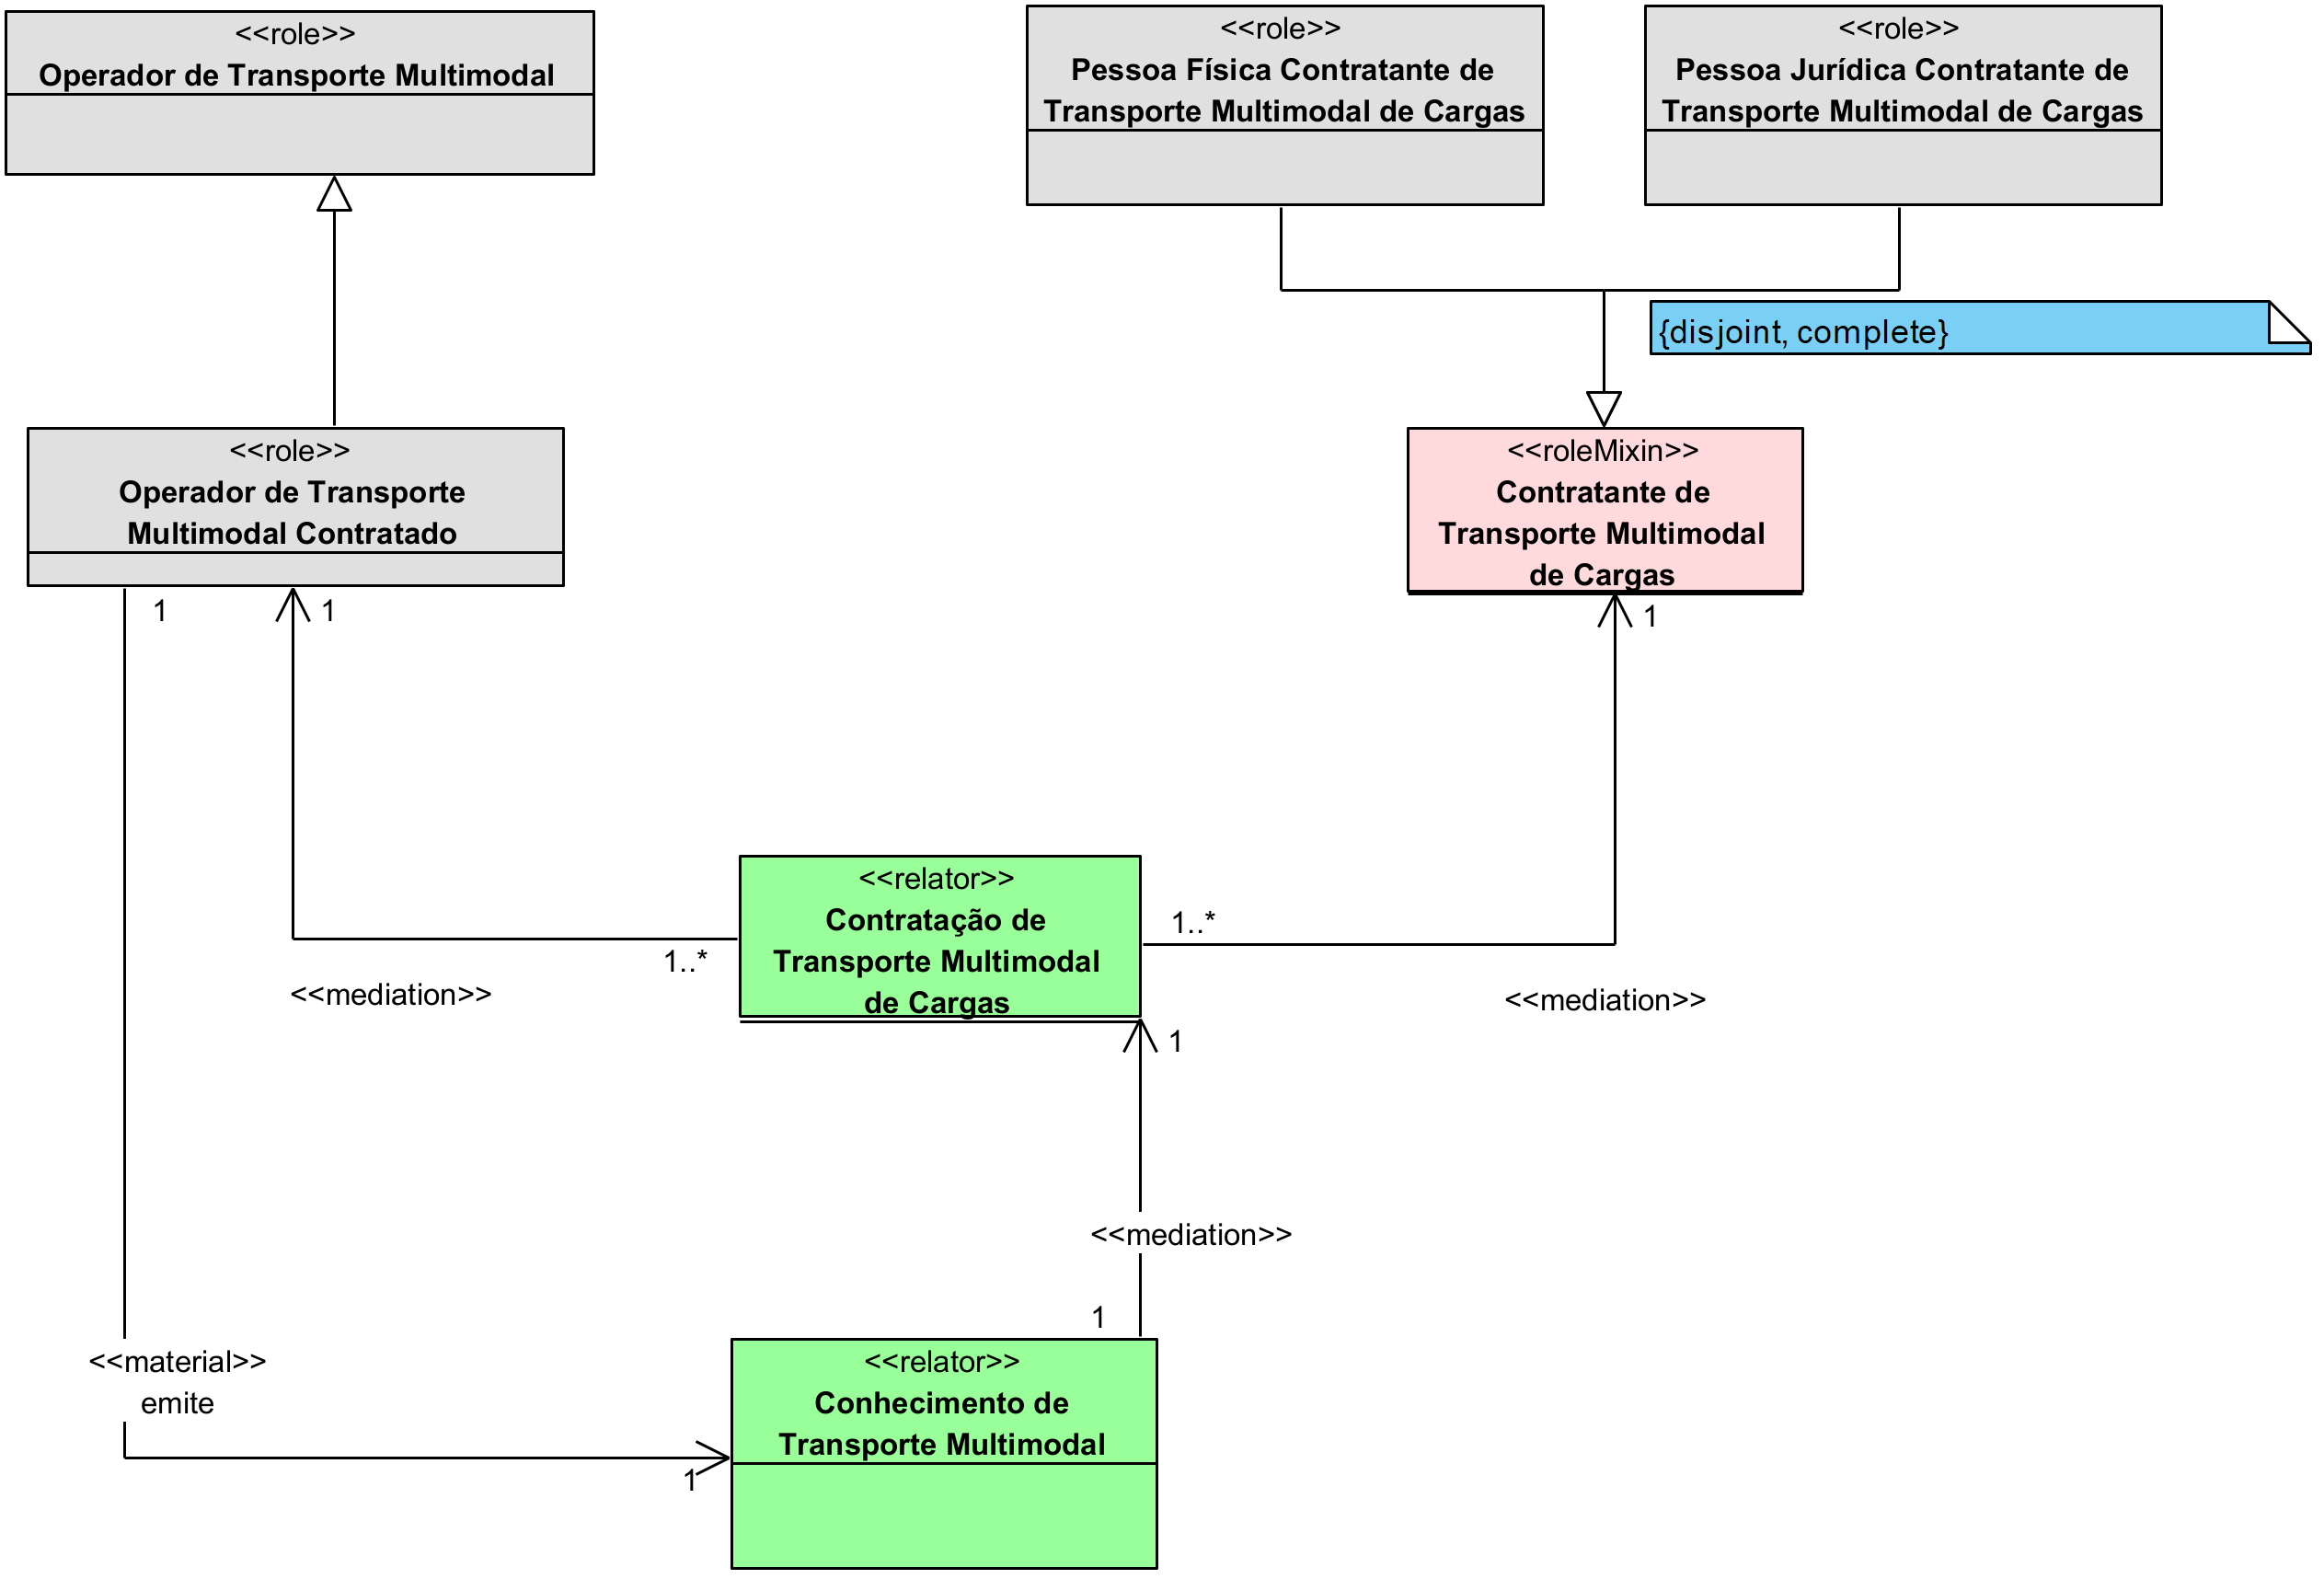 <<role>>
Operador de Transporte Multimodal
<<role>>
Pessoa Física Contratante de
Transporte Multimodal de Cargas
<<role>>
Pessoa Jurídica Contratante de
Transporte Multimodal de Cargas
{disjoint, complete}
<<role>>
Operador de Transporte
Multimodal Contratado
<<roleMixin>>
Contratante de
Transporte Multimodal
de Cargas
1
1
1
<<relator>>
Contratação de
Transporte Multimodal
de Cargas
1..*
1..*
<<mediation>>
<<mediation>>
1
<<mediation>>
1
<<material>>
emite
<<relator>>
Conhecimento de
Transporte Multimodal
1